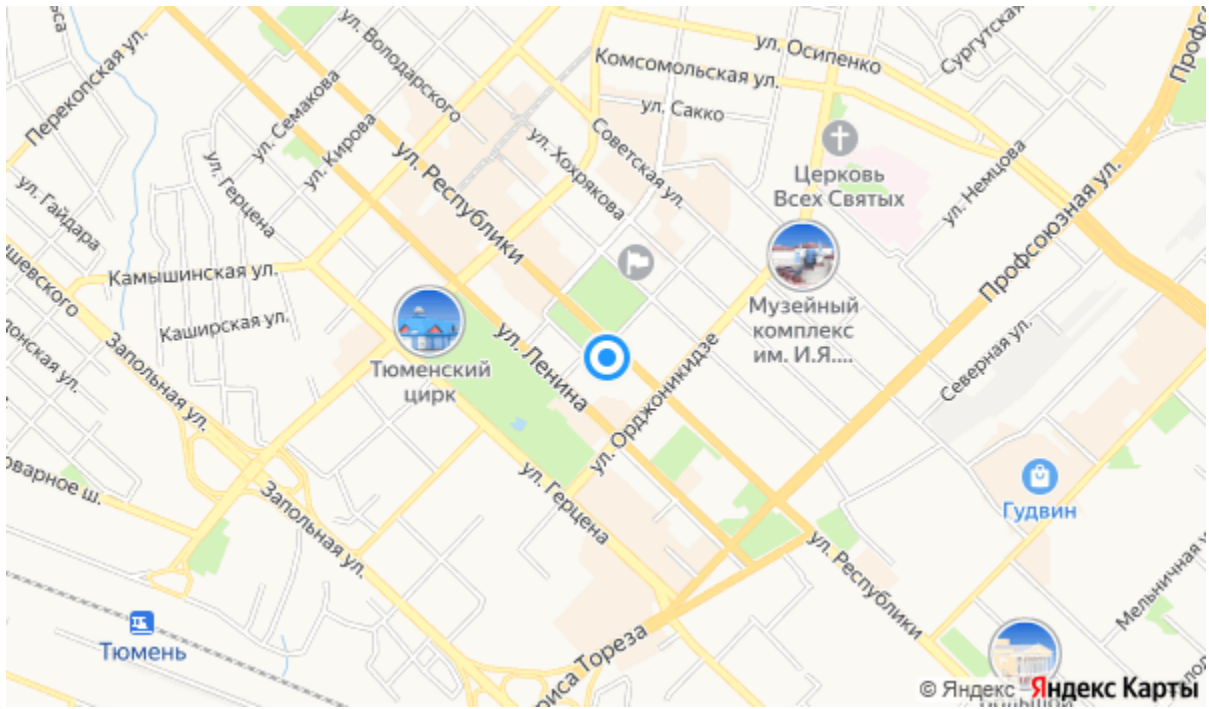 Перекопская ул.
ул. Семакова
ул. Володарского
ул. Осипенко
Сургутская
Комсомольская ул.
ул. Сакко
ул. Кирова
ул. Гайдара
ул. Герцена
ул. Республики
ул. Хохрякова
Советская ул.
Церковь
Всех Святых
ул. Немцова
Профсоюзная ул.
Камышинская ул.
Каширская ул.
Запольная ул.
Тюменский
цирк
ул. Ленина
ул. Орджоникидзе
Музейный
комплекс
им. И.Я....
Северная ул.
Запольная ул.
ул. Герцена
Гудвин
ул. Республики
Мельничная
Тюмень
Тореза
© Яндекс Яндекс Карты